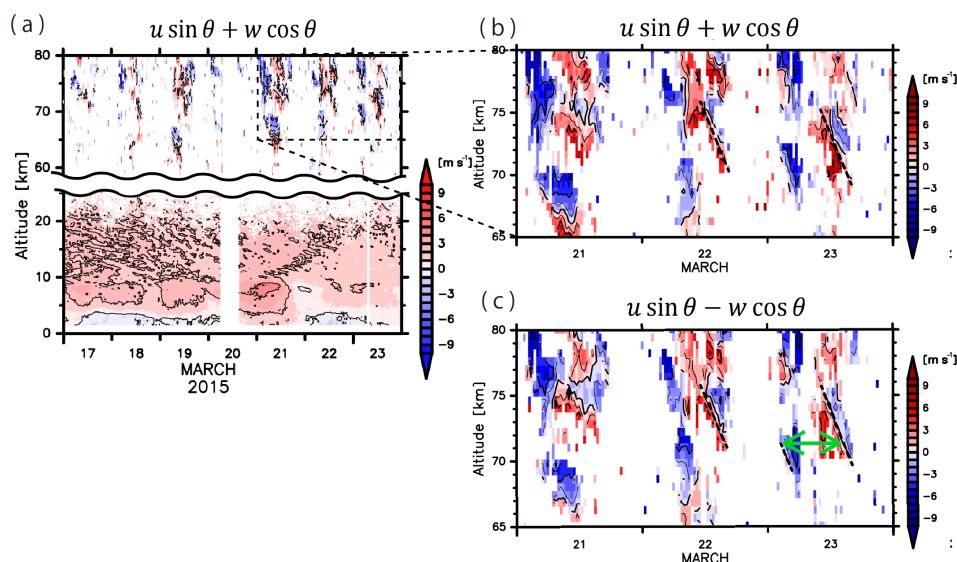 (a)
u sin θ + w cos θ
80
70
60
20
10
0
Altitude [km]
17 18 19 20 21 22 23
MARCH
2015
[m s⁻¹]
9
6
3
0
−3
−6
−9
(b)
u sin θ + w cos θ
80
75
70
65
Altitude [km]
21 22 23
MARCH
[m s⁻¹]
9
6
3
0
−3
−6
−9
(c)
u sin θ − w cos θ
80
75
70
65
Altitude [km]
21 22 23
MARCH
[m s⁻¹]
9
6
3
0
−3
−6
−9